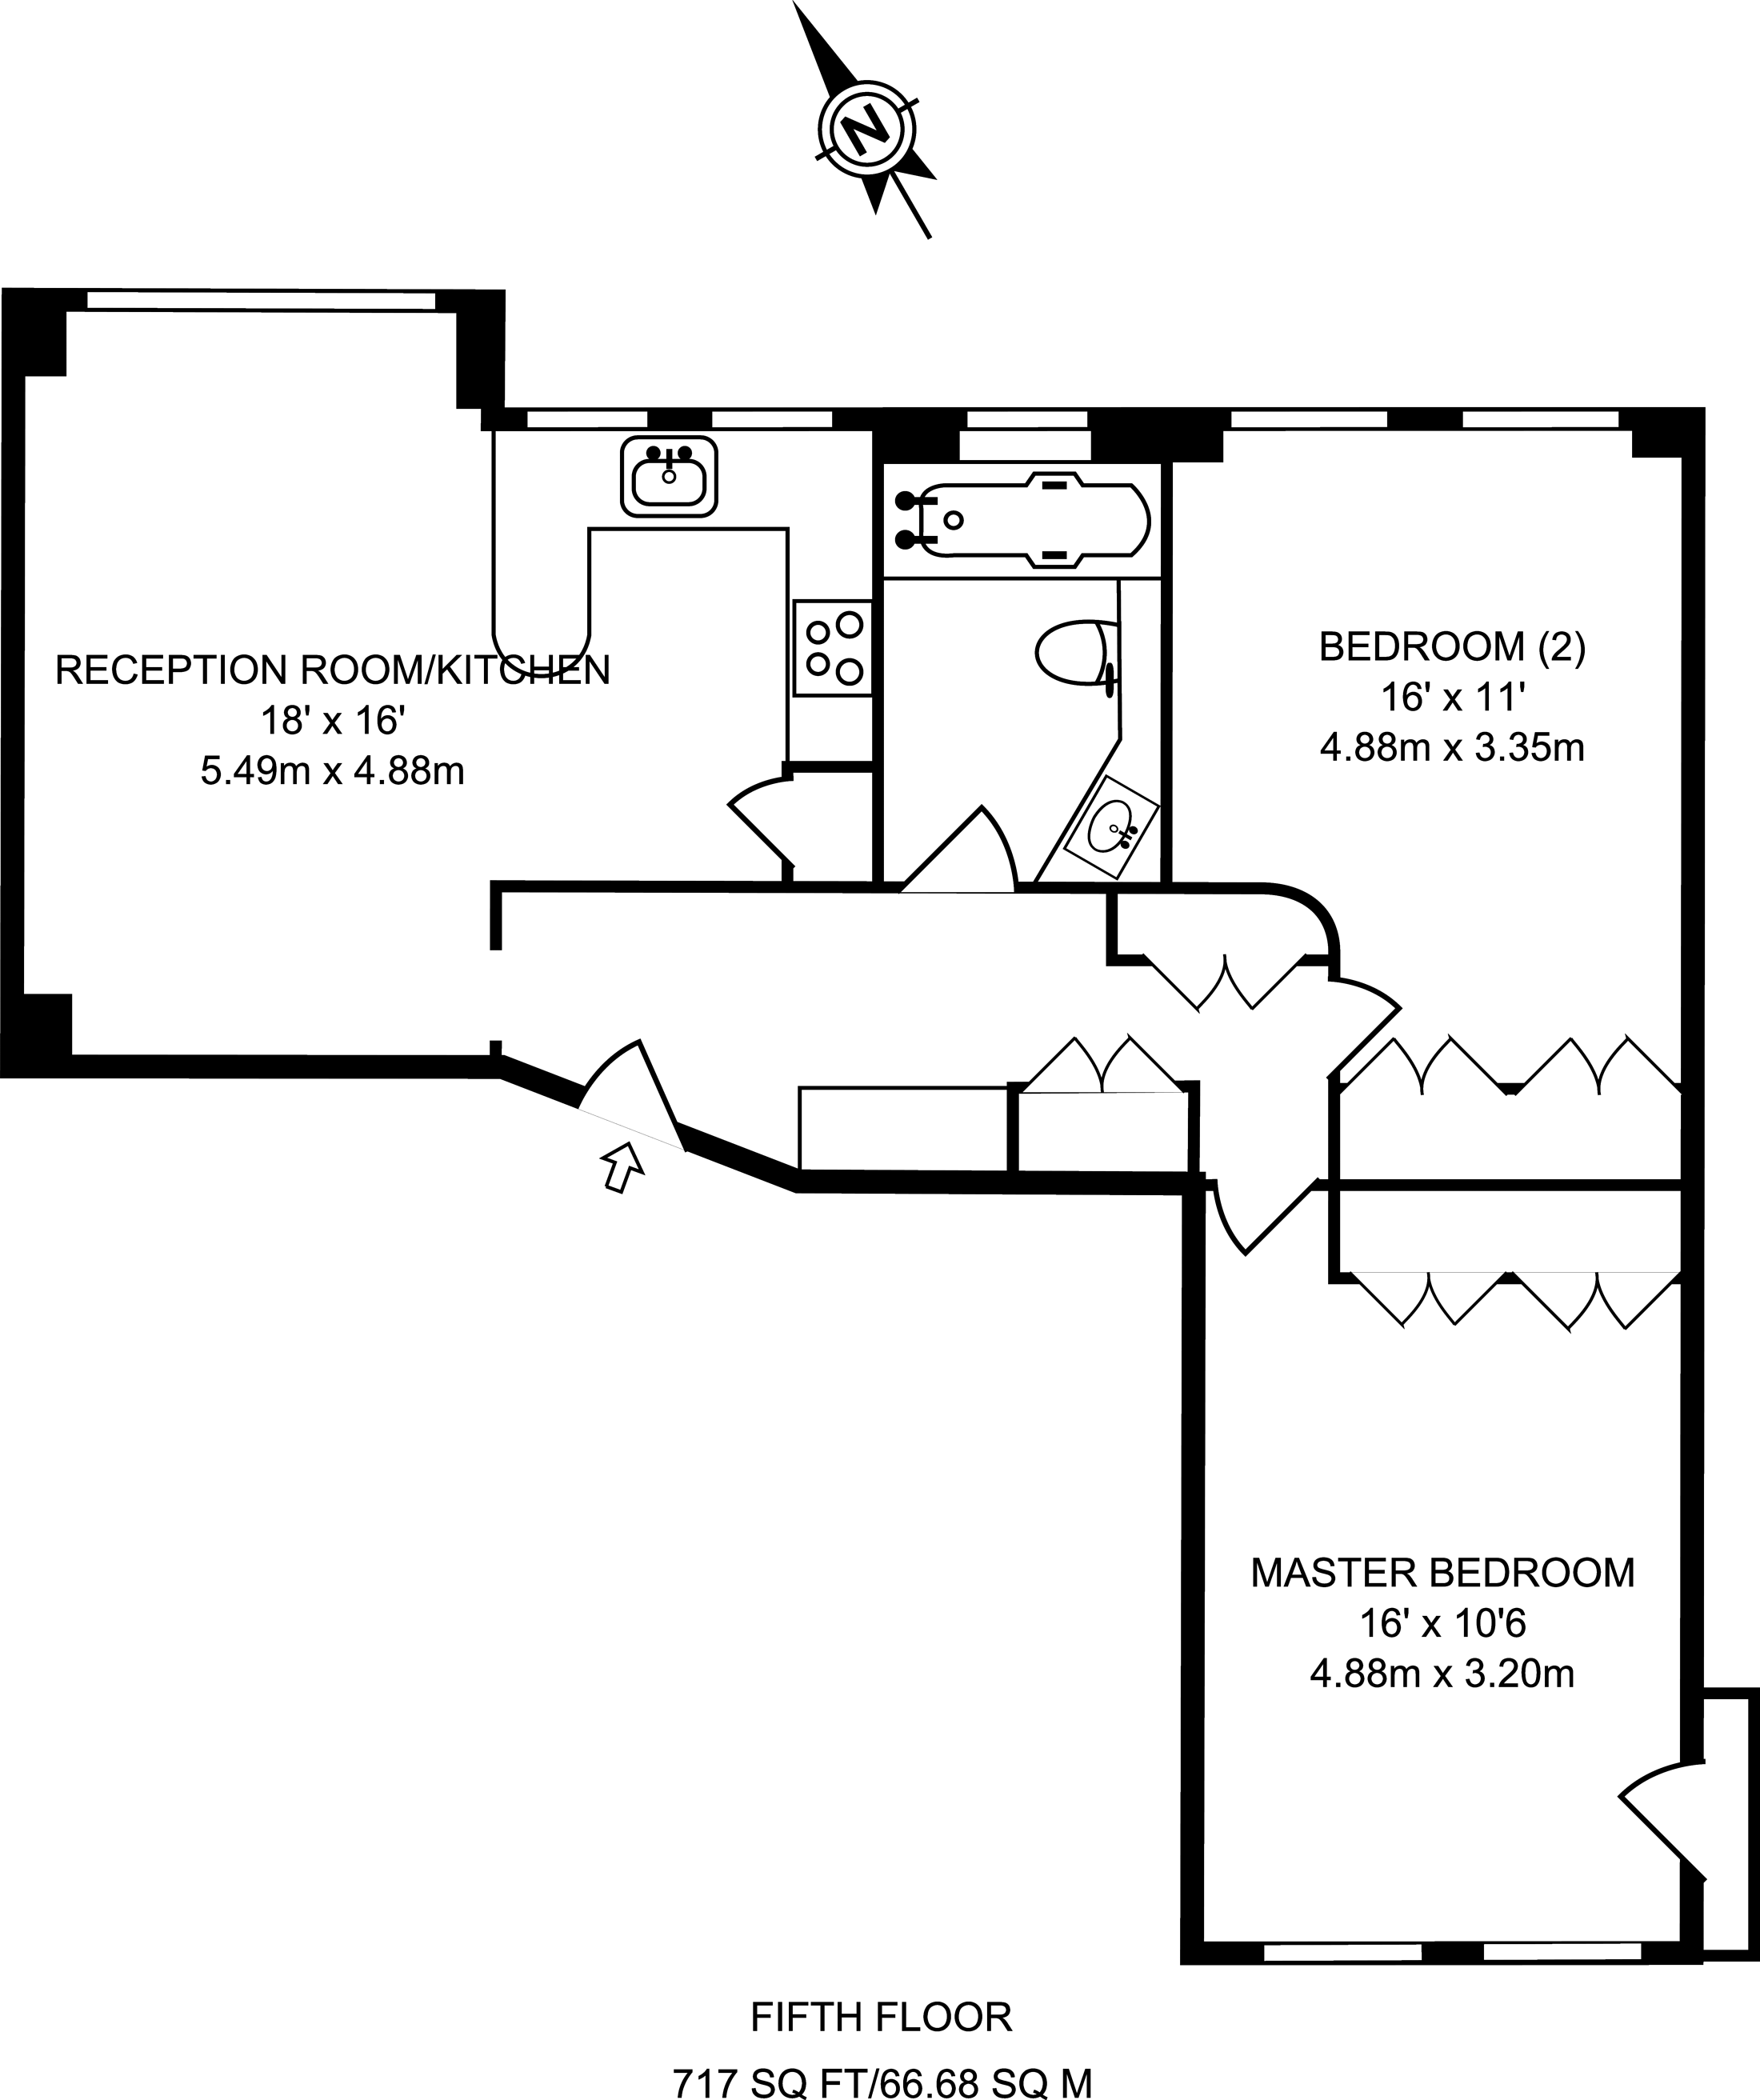 N
RECEPTION ROOM/KITCHEN
18' x 16'
5.49m x 4.88m
BEDROOM (2)
16' x 11'
4.88m x 3.35m
MASTER BEDROOM
16' x 10'6
4.88m x 3.20m
FIFTH FLOOR
717 SQ FT/66.68 SQ M